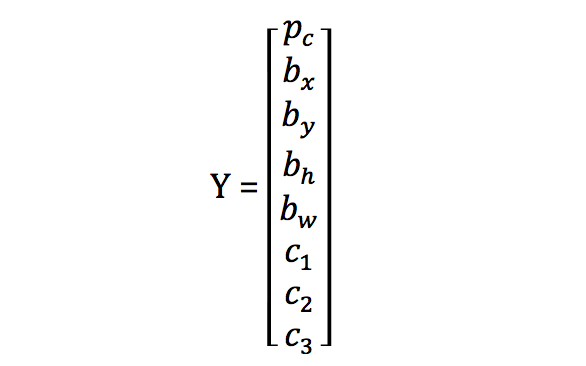 p_c
b_x
b_y
b_h
Y =
b_w
c_1
c_2
c_3